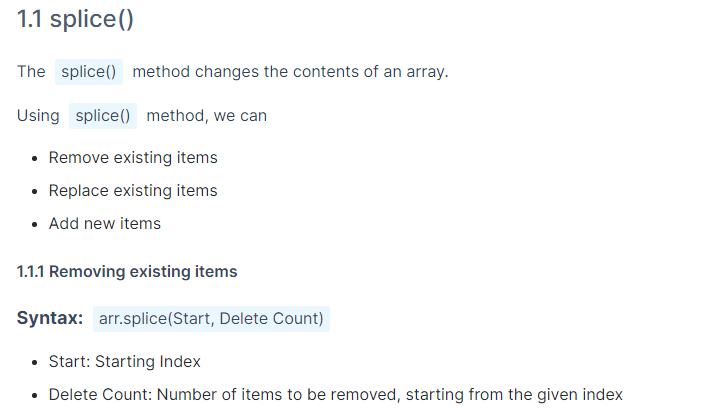 1.1 splice()
The splice() method changes the contents of an array.
Using splice() method, we can
• Remove existing items
• Replace existing items
• Add new items
1.1.1 Removing existing items
Syntax: arr.splice(Start, Delete Count)
• Start: Starting Index
• Delete Count: Number of items to be removed, starting from the given index